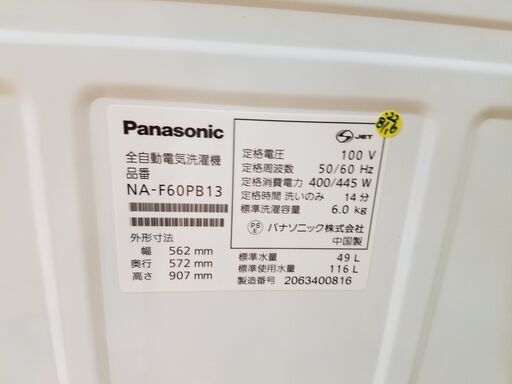 Panasonic
全自動電気洗濯機
品番
NA-F60PB13
外形寸法
幅 562 mm
奥行 572 mm
高さ 907 mm
JET
定格電圧 100 V
定格周波数 50/60 Hz
定格消費電力 400/445 W
定格時間 洗いのみ 14分
標準洗濯容量 6.0 kg
PS
E
パナソニック株式会社
中国製
標準水量 49 L
標準使用水量 116 L
製造番号 2063400816
'22
8/16